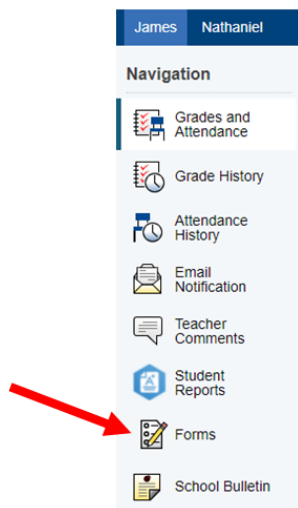 James Nathaniel
Navigation
Grades and
Attendance
Grade History
Attendance
History
Email
Notification
Teacher
Comments
Student
Reports
Forms
School Bulletin